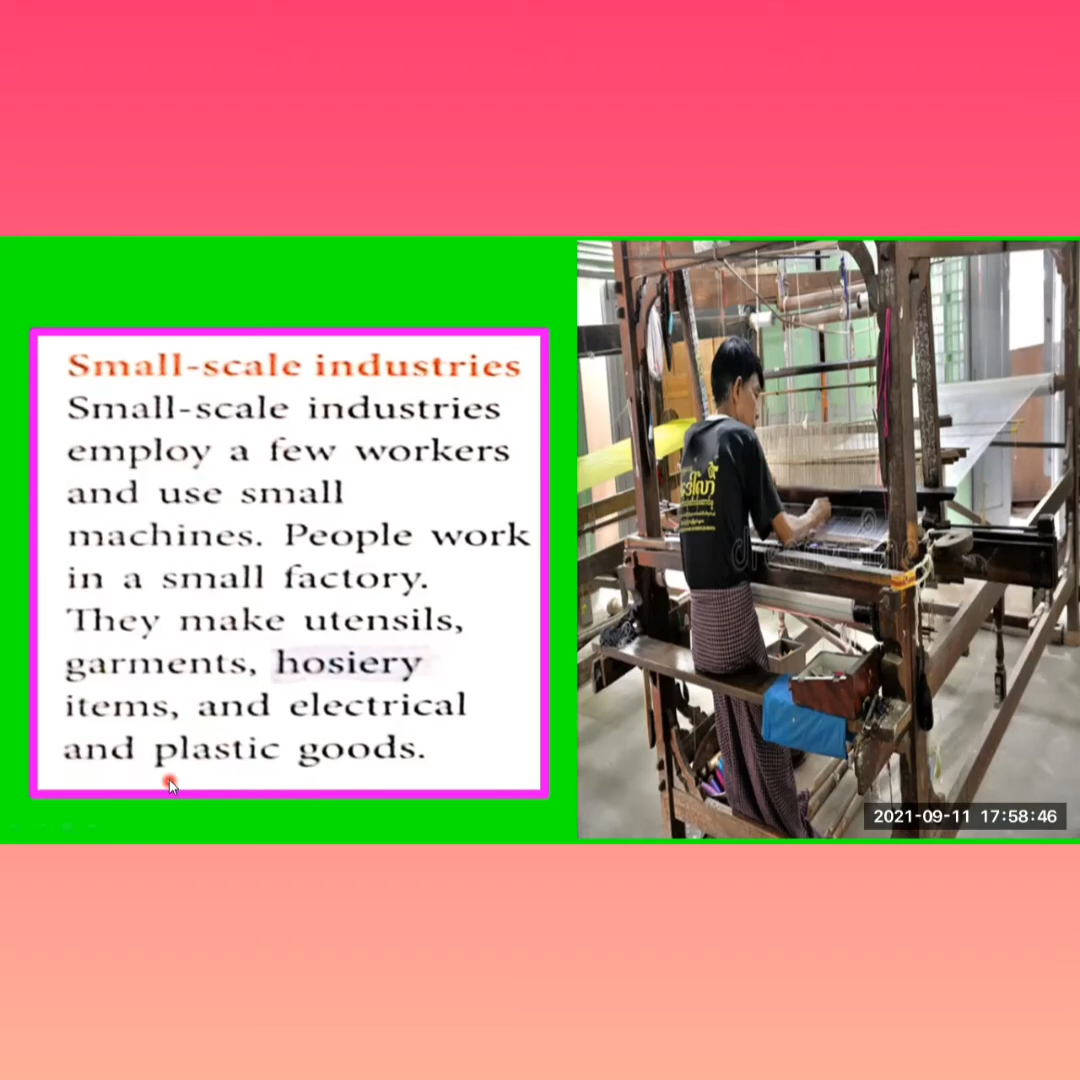 Small-scale industries
Small-scale industries
employ a few workers
and use small
machines. People work
in a small factory.
They make utensils,
garments, hosiery
items, and electrical
and plastic goods.
dreamstime
2021-09-11 17:58:46